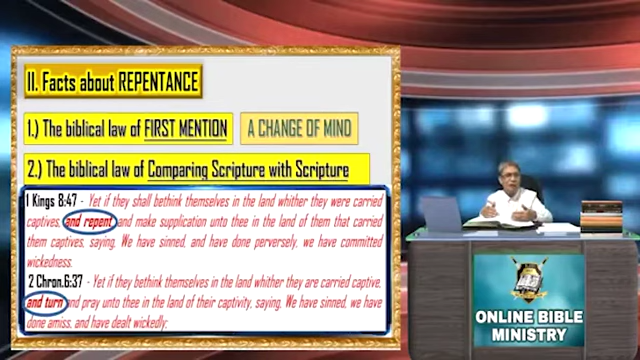 II. Facts about REPENTANCE
1.) The biblical law of FIRST MENTION
A CHANGE OF MIND
2.) The biblical law of Comparing Scripture with Scripture
1 Kings 8:47 - Yet if they shall bethink themselves in the land whither they were carried
captives, and repent and make supplication unto thee in the land of them that carried
them captives, saying, We have sinned, and have done perversely, we have committed
wickedness.
2 Chron.6:37 - Yet if they bethink themselves in the land whither they are carried captive,
and turn and pray unto thee in the land of their captivity, saying, We have sinned, we have
done amiss, and have dealt wickedly;
ONLINE BIBLE
MINISTRY